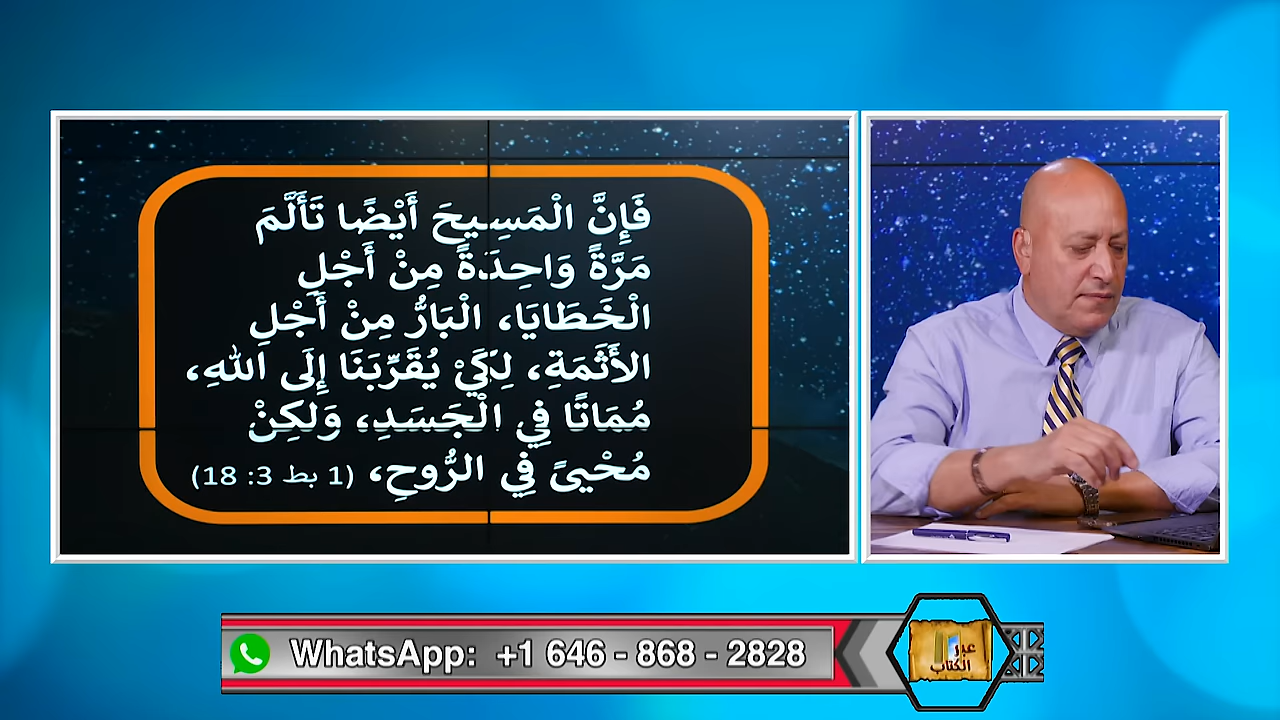 فَإِنَّ الْمَسِيحَ أَيْضًا تَأَلَّمَ
مَرَّةً وَاحِدَةً مِنْ أَجْلِ
الْخَطَايَا، الْبَارُّ مِنْ أَجْلِ
الأَثَمَةِ، لِكَيْ يُقَرِّبَنَا إِلَى اللهِ،
مُمَاتًا فِي الْجَسَدِ، وَلكِنْ
مُحْيىً فِي الرُّوحِ، (1 بط 3: 18)
WhatsApp: +1 646 - 868 - 2828
عبر
الكتاب